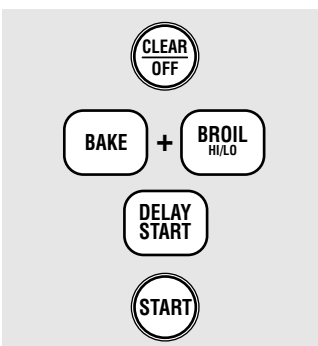 CLEAR
OFF
BAKE + BROIL
HI/LO
DELAY
START
START